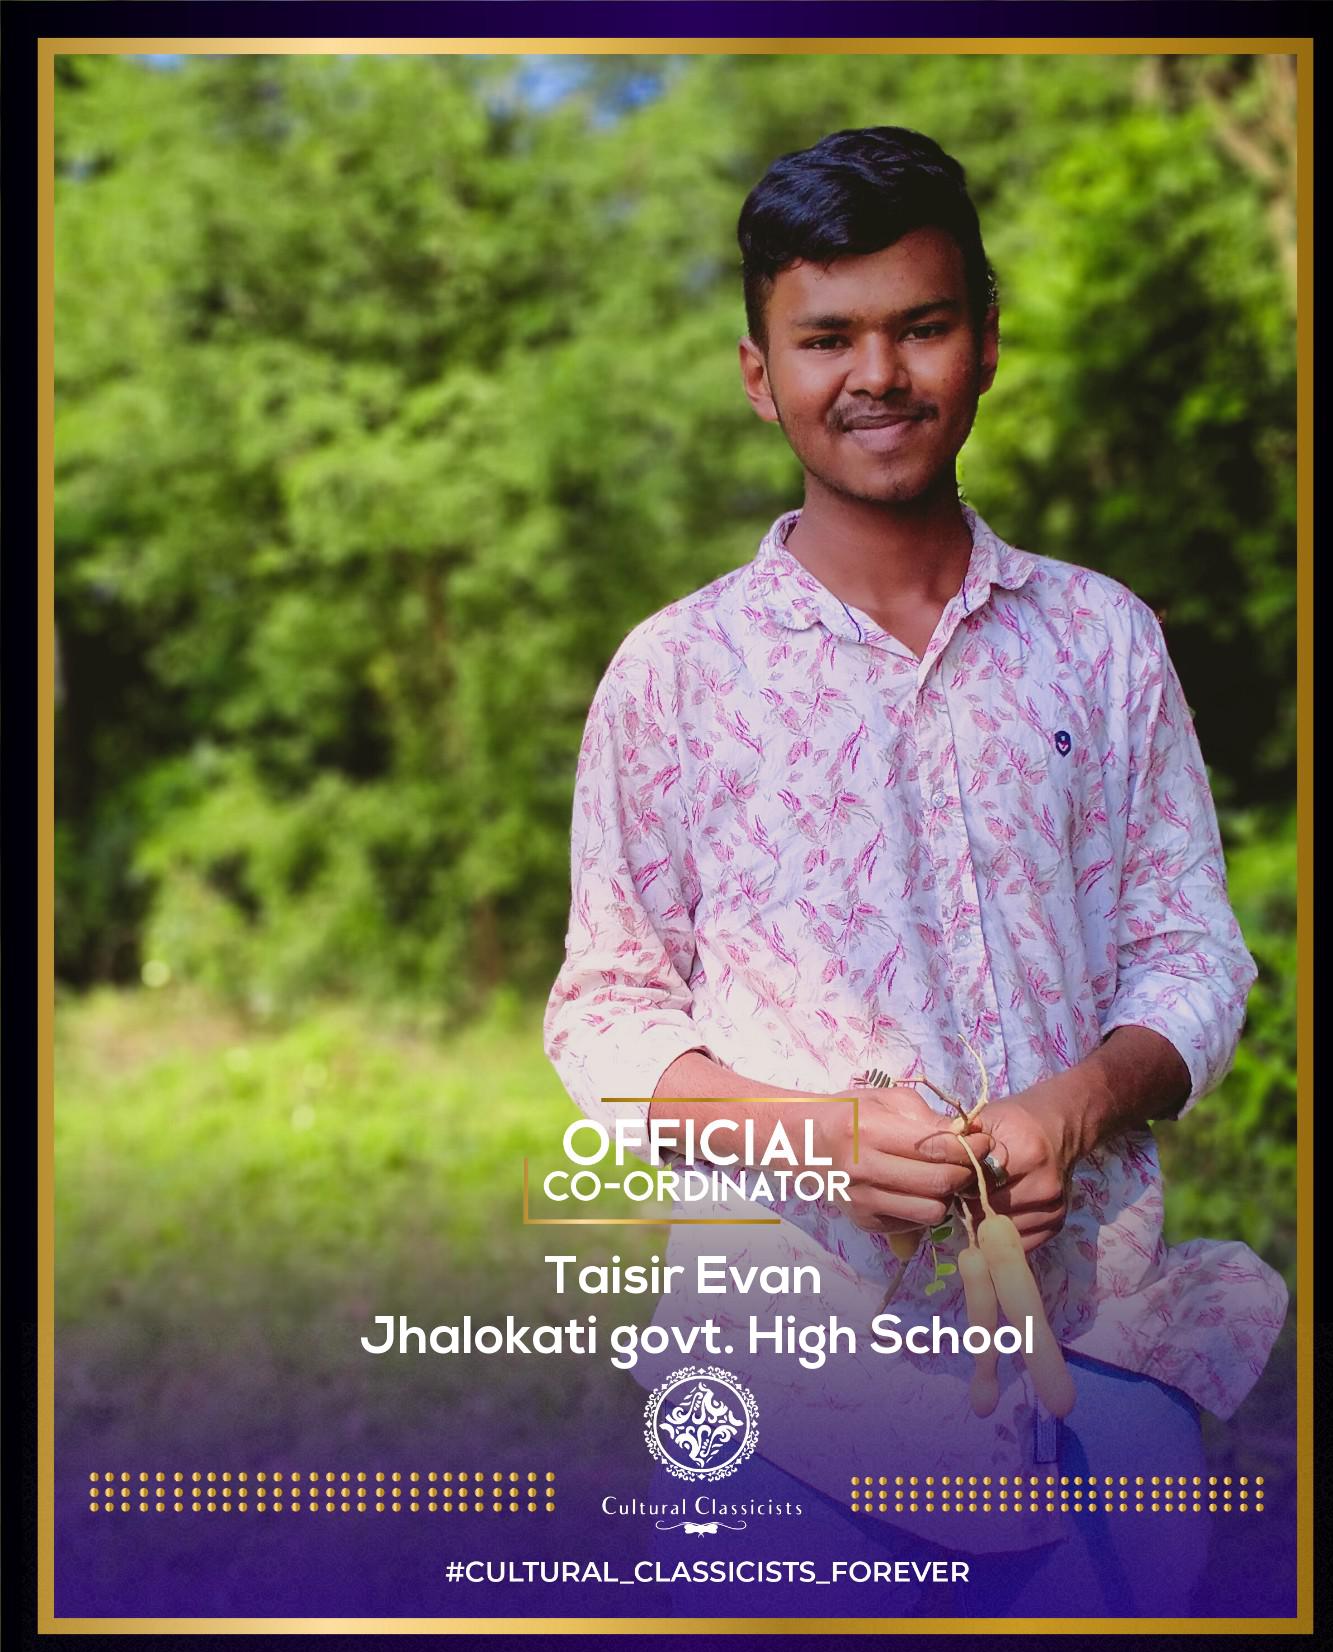 OFFICIAL
CO-ORDINATOR
Taisir Evan
Jhalokati govt. High School
Cultural Classicists
#CULTURAL_CLASSICISTS_FOREVER